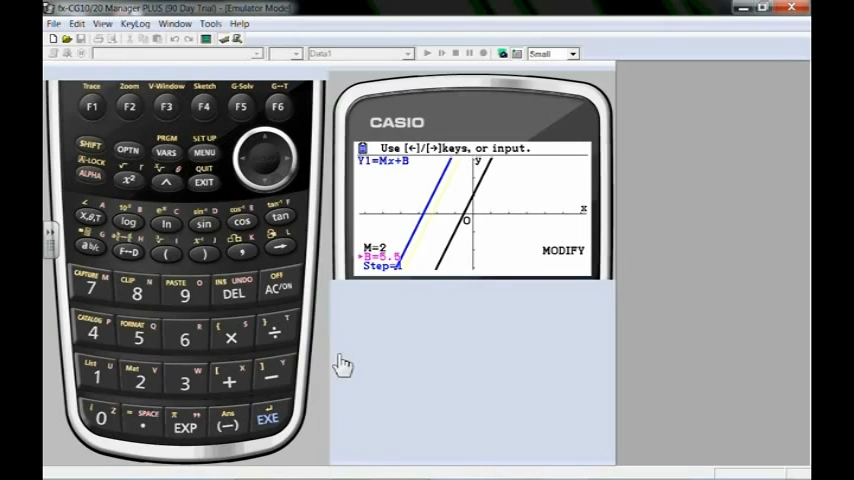 fx-CG10/20 Manager PLUS (90 Day Trial) - [Emulator Mode]
File Edit View KeyLog Window Tools Help
Data1 Small
Trace Zoom V-Window Sketch G-Solv G↔T
F1 F2 F3 F4 F5 F6
PRGM SET UP
SHIFT OPTN VARS MENU
A-LOCK QUIT
ALPHA x² ^ EXIT
X,θ,T log ln sin cos tan
a b/c F↔D ( ) , →
CAPTURE M CLIP N PASTE O INS UNDO OFF
7 8 9 DEL AC/ON
CATALOG P FORMAT Q R { S } T
4 5 6 × ÷
List U Mat V W [ X ] Y
1 2 3 + −
i Z = SPACE π " Ans
0 • EXP (−) EXE
CASIO
Use [←]/[→]keys, or input.
Y1=Mx+B
y
x
O
M=2
B=5.5
MODIFY
Step=1